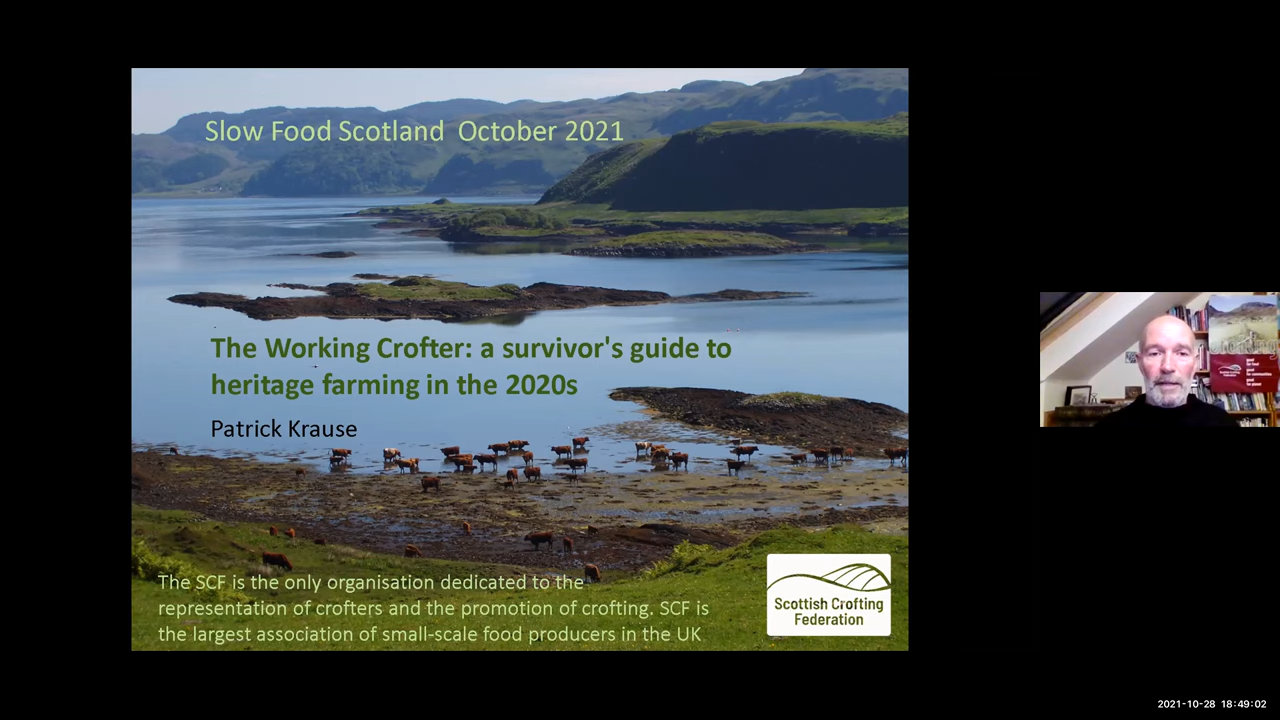 Slow Food Scotland October 2021
The Working Crofter: a survivor's guide to
heritage farming in the 2020s
Patrick Krause
The SCF is the only organisation dedicated to the
representation of crofters and the promotion of crofting. SCF is
the largest association of small-scale food producers in the UK
Scottish Crofting
Federation
2021-10-28 18:49:02